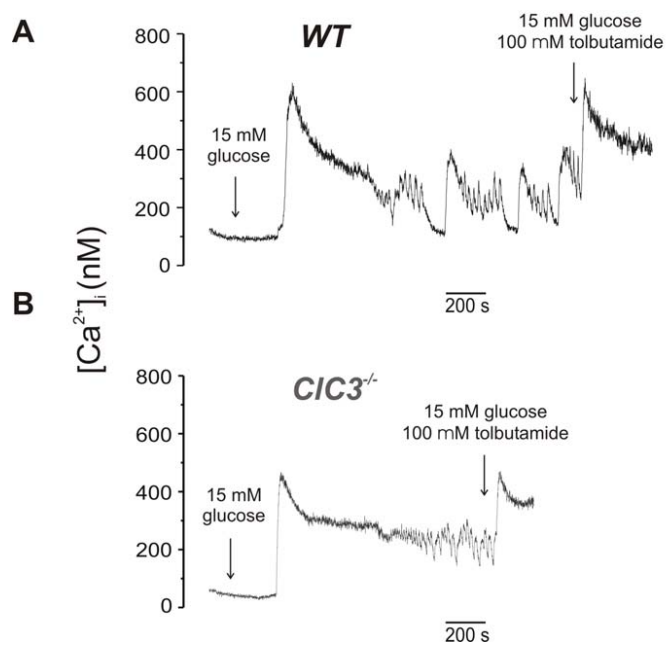 A
WT
15 mM glucose
100 mM tolbutamide
800
600
15 mM
glucose
400
200
0
[Ca²⁺]ᵢ (nM)
200 s
B
800
ClC3⁻/⁻
15 mM glucose
100 mM tolbutamide
600
15 mM
glucose
400
200
0
200 s